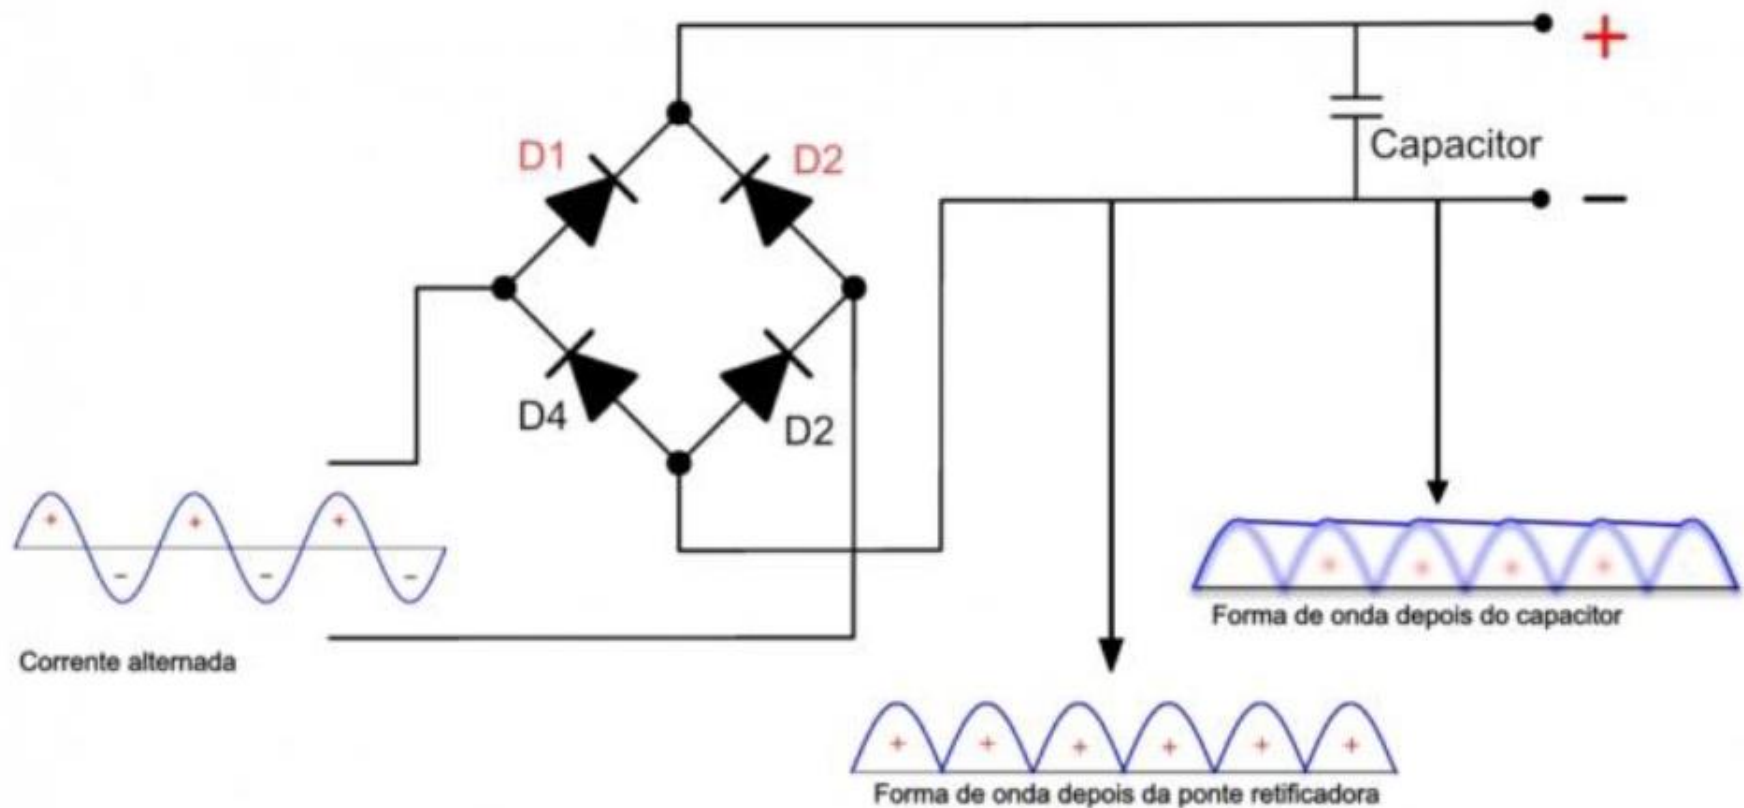 +
D1
D2
Capacitor
−
D4
D2
+ + +
− − −
Corrente alternada
+ + + +
Forma de onda depois do capacitor
+ + + + + +
Forma de onda depois da ponte retificadora